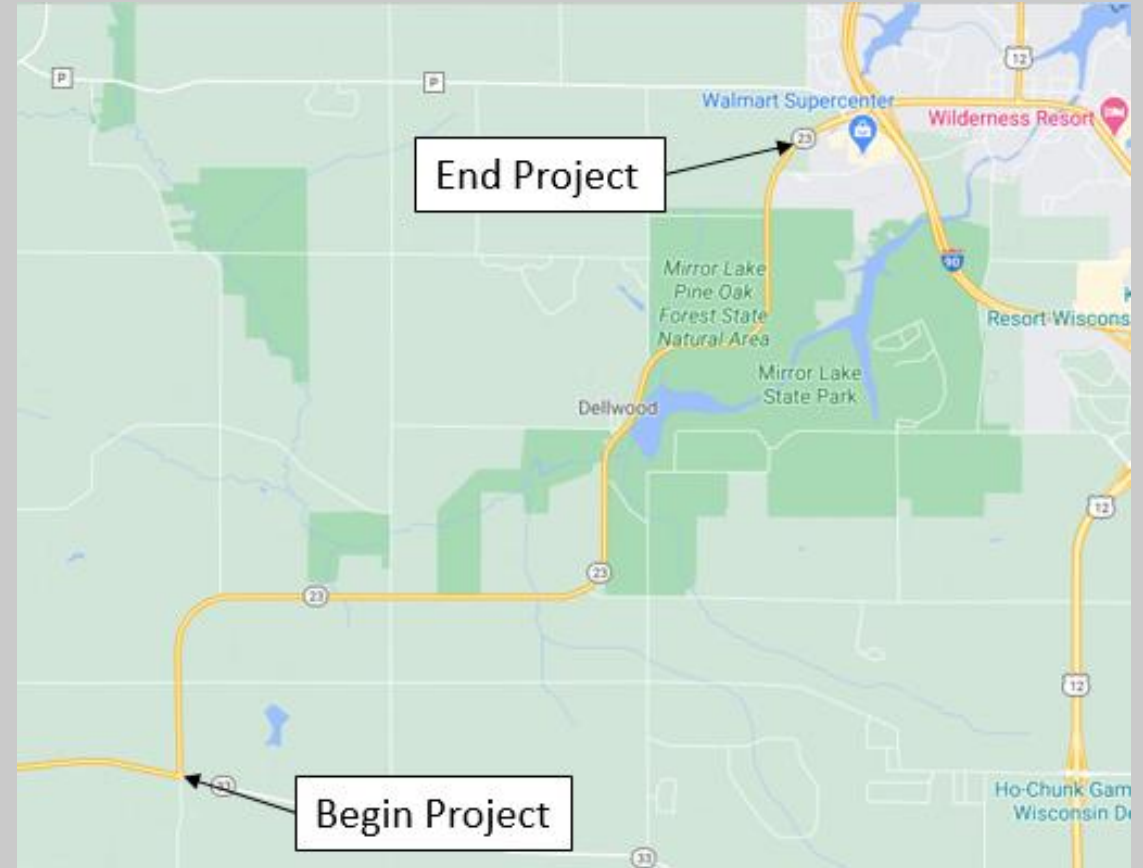 P
P
12
Walmart Supercenter
Wilderness Resort
23
End Project
90
Mirror Lake
Pine Oak
Forest State
Natural Area
Resort Wiscons
Mirror Lake
State Park
Dellwood
12
23
23
12
33
Begin Project
Ho-Chunk Gam
Wisconsin De
33